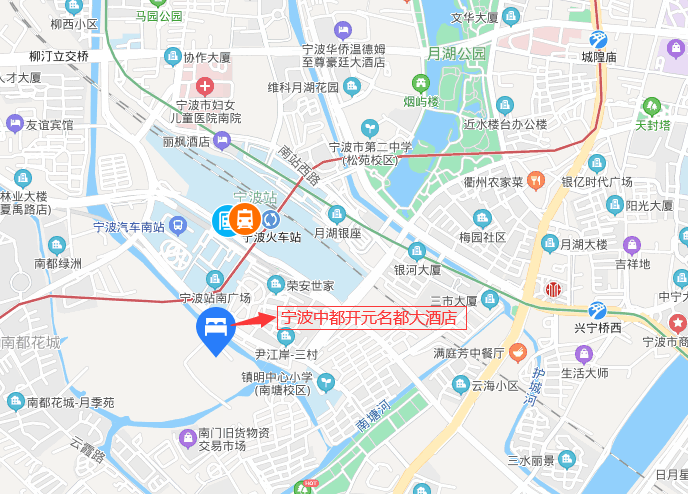 马园公园
柳西小区
文华大厦
宁波华侨温德姆
至尊豪廷大酒店
月湖公园
城隍庙
柳汀立交桥
协作大厦
人才大厦
维科月湖花园
烟屿楼
宁波市妇女
儿童医院南院
友谊宾馆
近水楼台办公楼
天封塔
丽枫酒店
南站西路
宁波市第二中学
(松苑校区)
林业大楼
夏禹路店)
宁波站
衢州农家菜
银亿时代广场
阳光大厦
宁波汽车南站
宁波火车站
月湖银座
梅园社区
月湖大楼
吉祥地
南都绿洲
银河大厦
荣安世家
宁波站南广场
三市大厦
中宁大
宁波中都开元名都大酒店
兴宁桥西
宁波市商
南都花城
尹江岸-三村
满庭芳中餐厅
护城河
生活大师
镇明中心小学
(南塘校区)
云海小区
南都花城-月季苑
南塘河
云霞路
南门旧货物资
交易市场
三水丽景
日月星
HOT